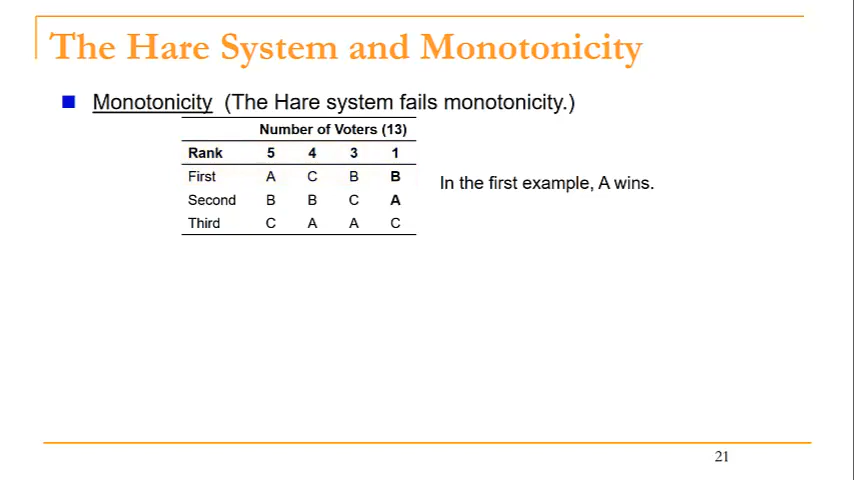 The Hare System and Monotonicity
Monotonicity (The Hare system fails monotonicity.)
Number of Voters (13)
Rank 5 4 3 1
First A C B B
Second B B C A
Third C A A C
In the first example, A wins.
21